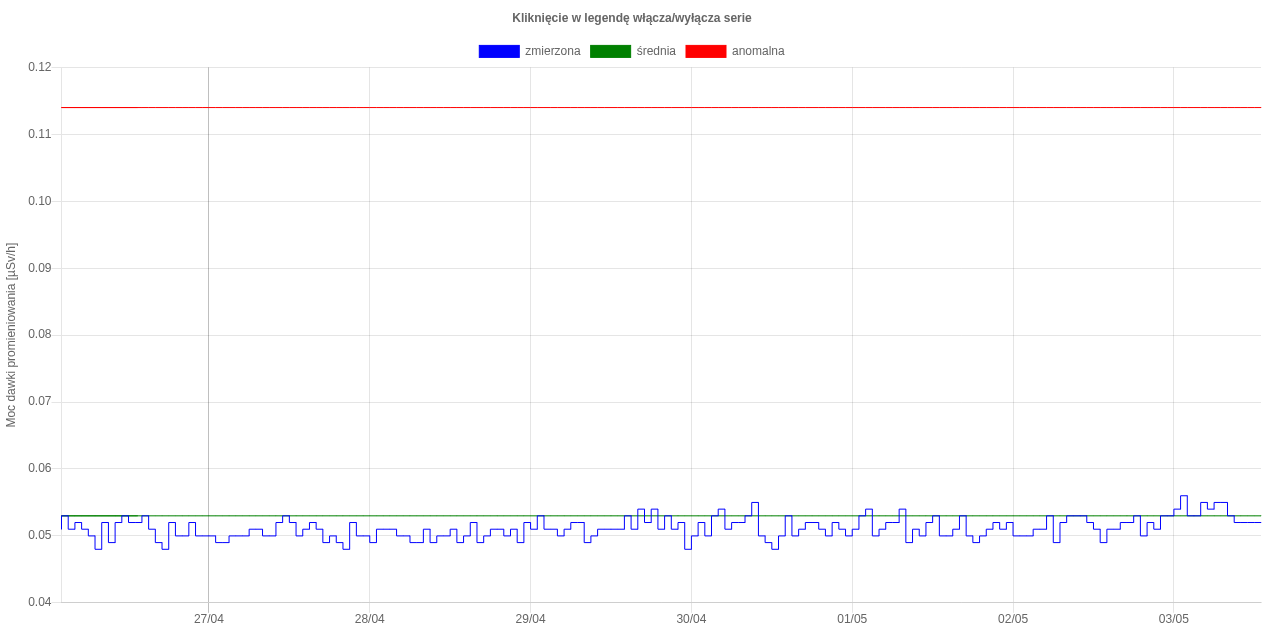 Kliknięcie w legendę włącza/wyłącza serie
zmierzona średnia anomalna
Moc dawki promieniowania [µSv/h]
0.12
0.11
0.10
0.09
0.08
0.07
0.06
0.05
0.04
27/04 28/04 29/04 30/04 01/05 02/05 03/05